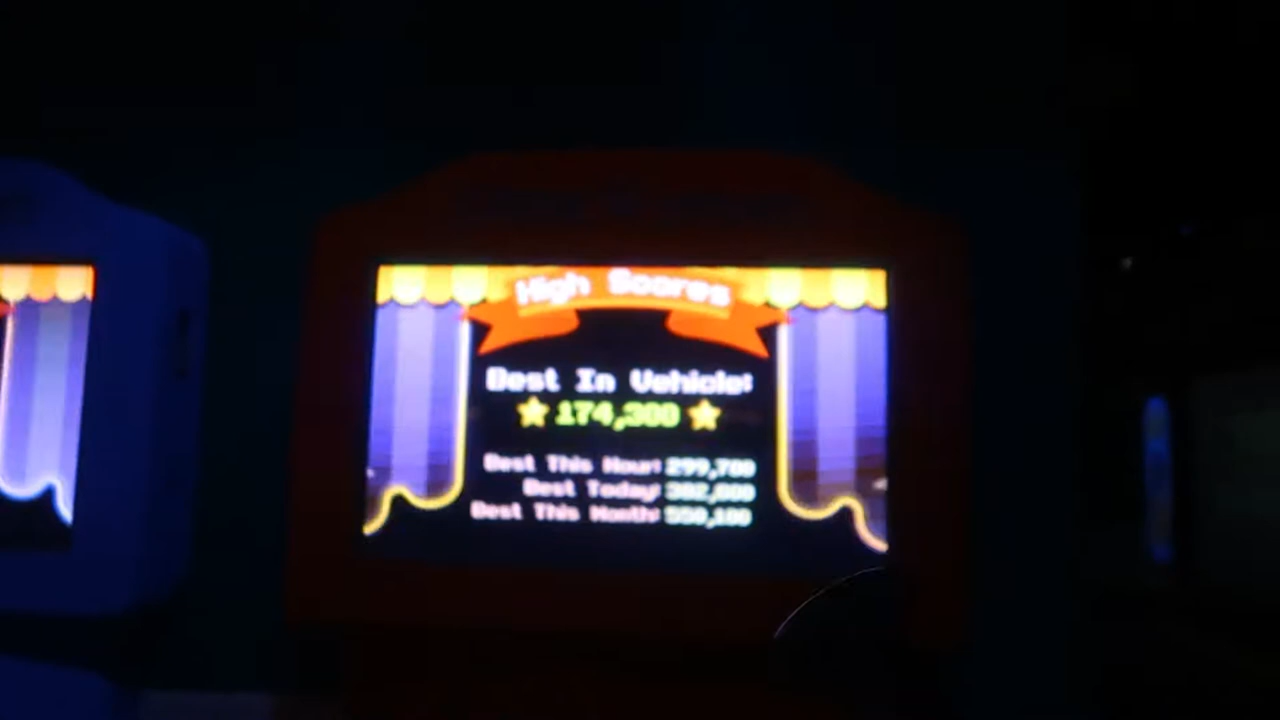 High Scores
Best In Vehicle:
174,300
Best This Hour: 299,700
Best Today: 382,000
Best This Month: 550,100